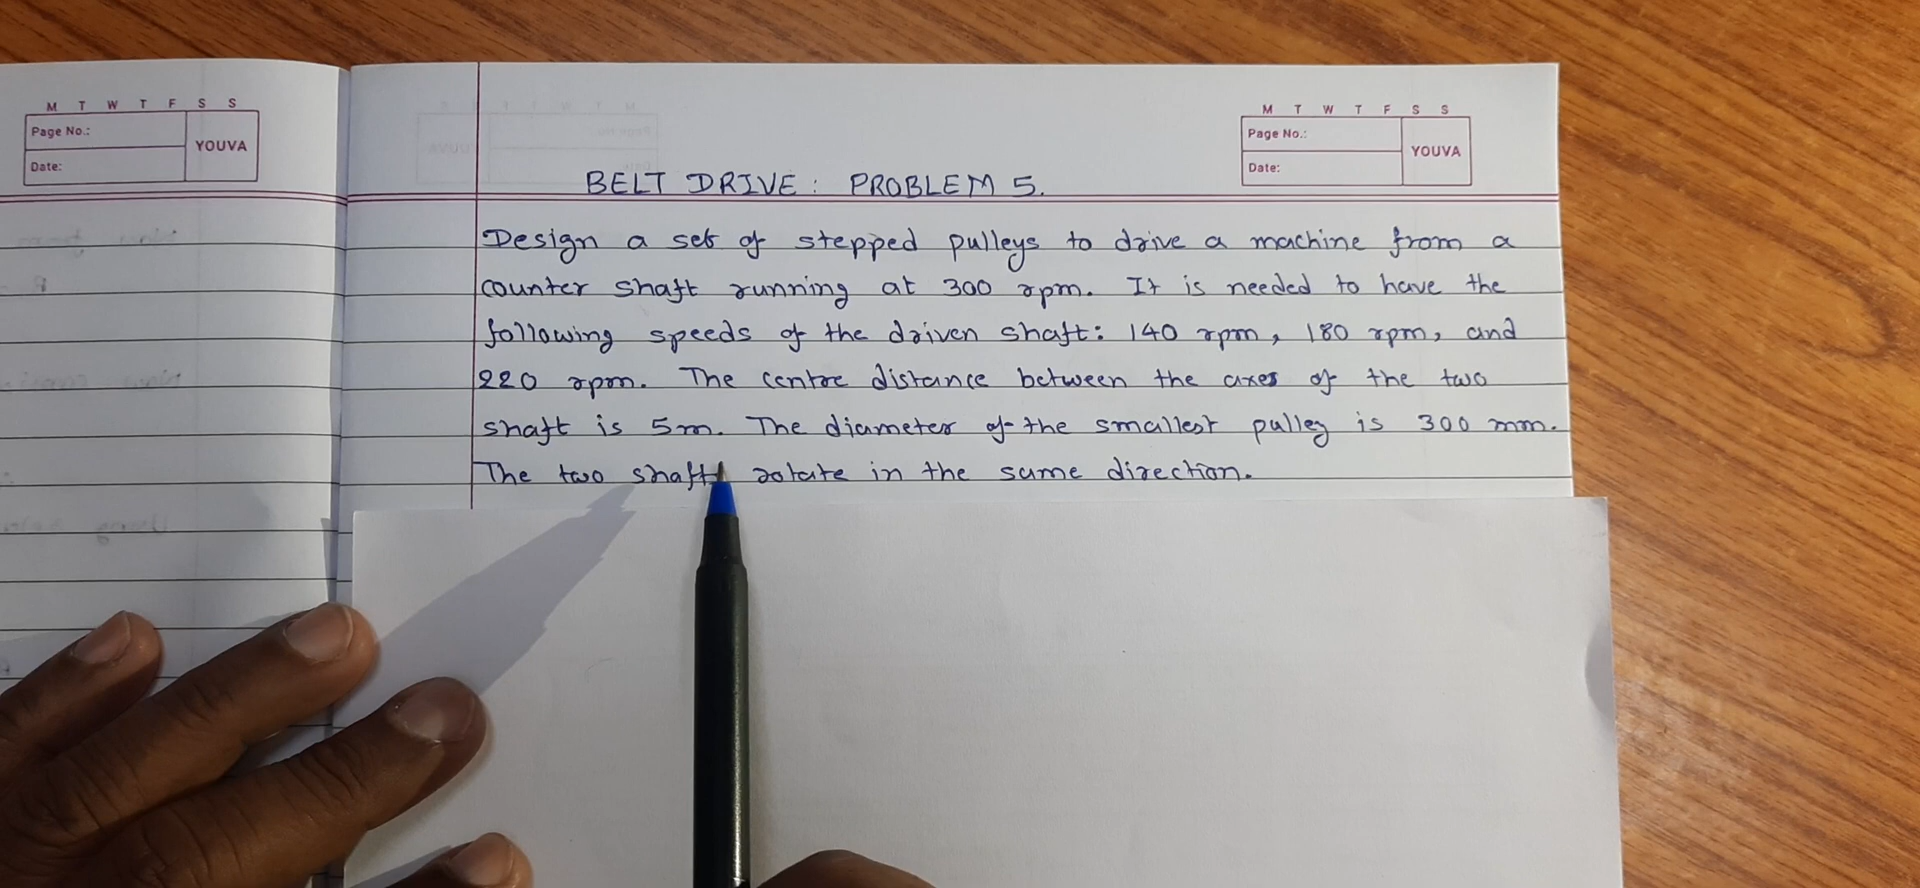 M T W T F S S
Page No.:
YOUVA
Date:
M T W T F S S
Page No.:
YOUVA
Date:
BELT DRIVE: PROBLEM 5.
Design a set of stepped pulleys to drive a machine from a
counter shaft running at 300 rpm. It is needed to have the
following speeds of the driven shaft: 140 rpm, 180 rpm, and
220 rpm. The centre distance between the axes of the two
shaft is 5m. The diameter of the smallest pulley is 300 mm.
The two shafts rotate in the same direction.